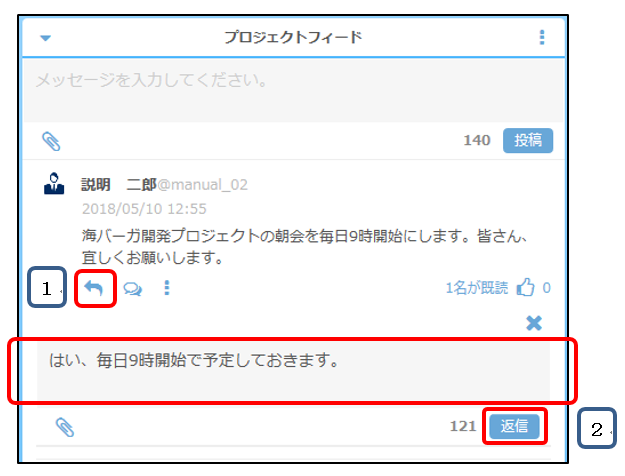 プロジェクトフィード
メッセージを入力してください。
140 投稿
説明　二郎@manual_02
2018/05/10 12:55
海バーガ開発プロジェクトの朝会を毎日9時開始にします。皆さん、
宜しくお願いします。
1. 1名が既読 0
はい、毎日9時開始で予定しておきます。
121 返信 2.